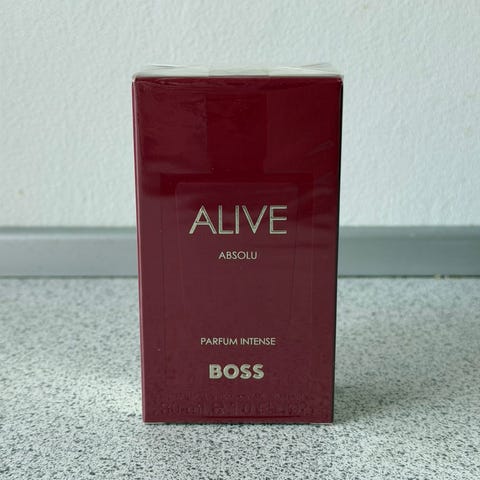 ALIVE
ABSOLU
PARFUM INTENSE
BOSS